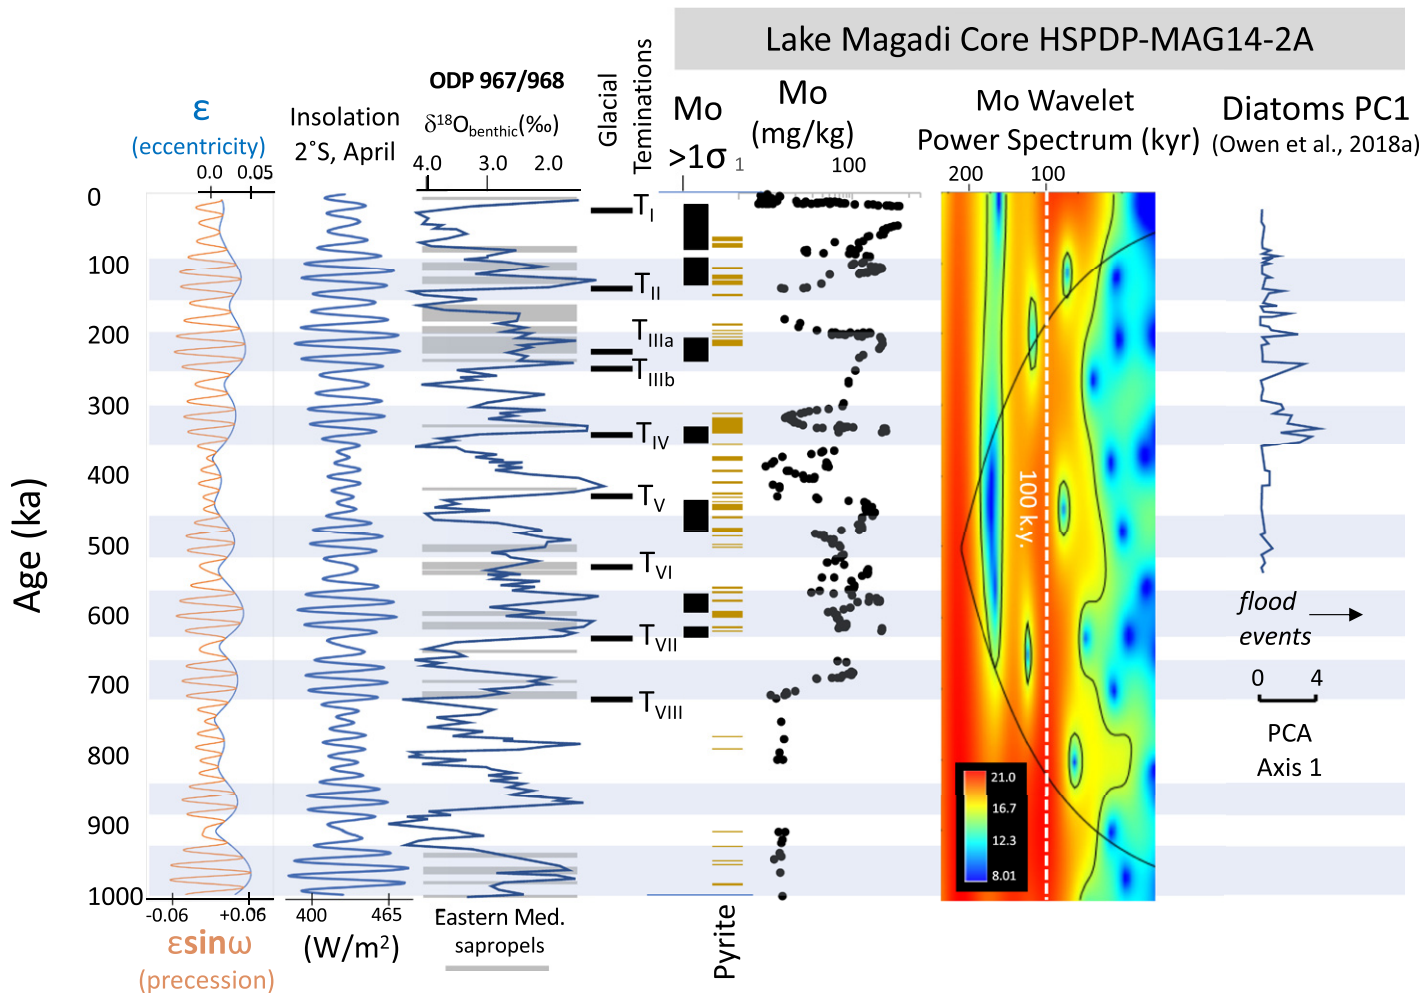 Lake Magadi Core HSPDP-MAG14-2A
ε
(eccentricity)
0.0 0.05
Insolation
2˚S, April
ODP 967/968
δ18Obenthic(‰)
4.0 3.0 2.0
Glacial
Teminations
Mo
>1σ
Mo
(mg/kg)
1 100
Mo Wavelet
Power Spectrum (kyr)
200 100
Diatoms PC1
(Owen et al., 2018a)
Age (ka)
0
100
200
300
400
500
600
700
800
900
1000
TI
TII
TIIIa
TIIIb
TIV
TV
TVI
TVII
TVIII
100 k.y.
21.0
16.7
12.3
8.01
flood
events
0 4
PCA
Axis 1
-0.06 +0.06
εsinω
(precession)
400 465
(W/m2)
Eastern Med.
sapropels
Pyrite